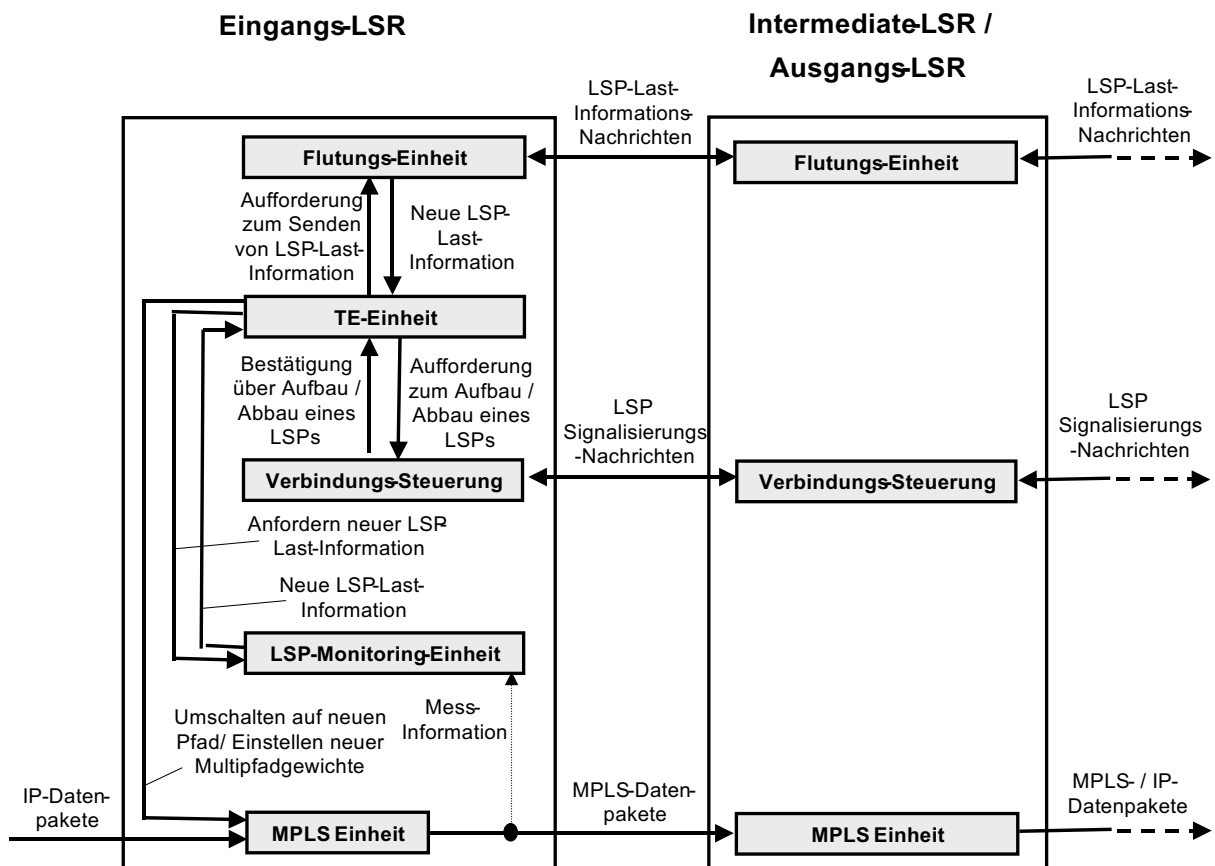 Eingangs-LSR
Intermediate-LSR /
Ausgangs-LSR
LSP-Last-
Informations-
Nachrichten
LSP-Last-
Informations-
Nachrichten
Flutungs-Einheit
Flutungs-Einheit
Aufforderung
zum Senden
von LSP-Last-
Information
Neue LSP-
Last-
Information
TE-Einheit
Bestätigung
über Aufbau /
Abbau eines
LSPs
Aufforderung
zum Aufbau /
Abbau eines
LSPs
LSP
Signalisierungs
-Nachrichten
LSP
Signalisierungs
-Nachrichten
Verbindungs-Steuerung
Verbindungs-Steuerung
Anfordern neuer LSP-
Last-Information
Neue LSP-Last-
Information
LSP-Monitoring-Einheit
Umschalten auf neuen
Pfad/ Einstellen neuer
Multipfadgewichte
Mess-
Information
IP-Daten-
pakete
MPLS-Daten-
pakete
MPLS- / IP-
Datenpakete
MPLS Einheit
MPLS Einheit